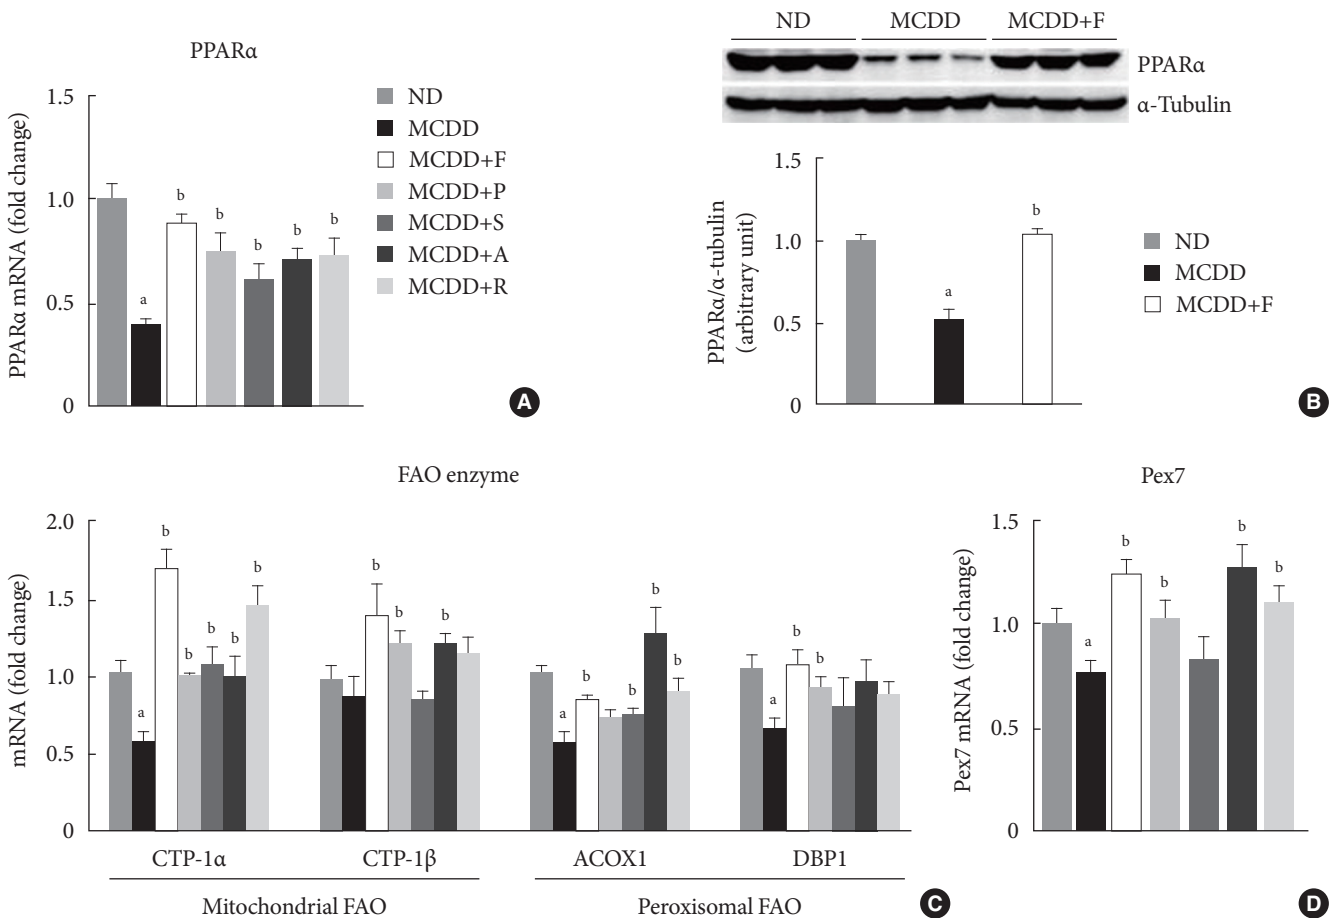 PPARα
PPARα mRNA (fold change)
1.5
1.0
0.5
0
a
b
b
b
b
b
ND
MCDD
MCDD+F
MCDD+P
MCDD+S
MCDD+A
MCDD+R
A
ND MCDD MCDD+F
PPARα
α-Tubulin
PPARα/α-tubulin
(arbitrary unit)
1.5
1.0
0.5
0
a
b
ND
MCDD
MCDD+F
B
FAO enzyme
mRNA (fold change)
2.0
1.5
1.0
0.5
0
a
b
b
b
b
b
b
b
b
a
b
b
b
b
a
b
b
CTP-1α CTP-1β ACOX1 DBP1
Mitochondrial FAO Peroxisomal FAO
C
Pex7
Pex7 mRNA (fold change)
1.5
1.0
0.5
0
a
b
b
b
b
D